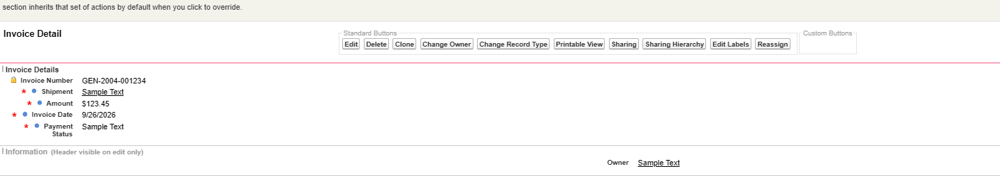 section inherits that set of actions by default when you click to override.
Invoice Detail
Standard Buttons
Edit Delete Clone Change Owner Change Record Type Printable View Sharing Sharing Hierarchy Edit Labels Reassign
Custom Buttons
Invoice Details
Invoice Number GEN-2004-001234
* Shipment Sample Text
* Amount $123.45
* Invoice Date 9/26/2026
* Payment Status Sample Text
Information (Header visible on edit only)
Owner Sample Text